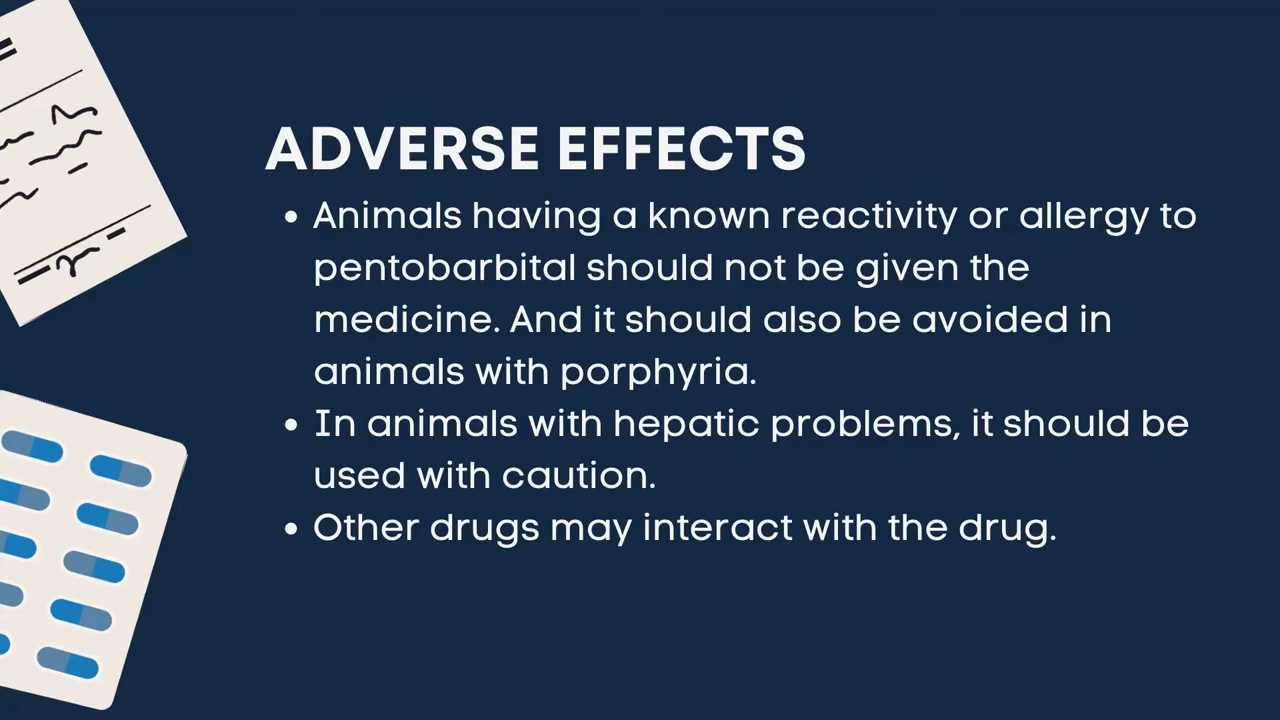 ADVERSE EFFECTS
• Animals having a known reactivity or allergy to
pentobarbital should not be given the
medicine. And it should also be avoided in
animals with porphyria.
• In animals with hepatic problems, it should be
used with caution.
• Other drugs may interact with the drug.